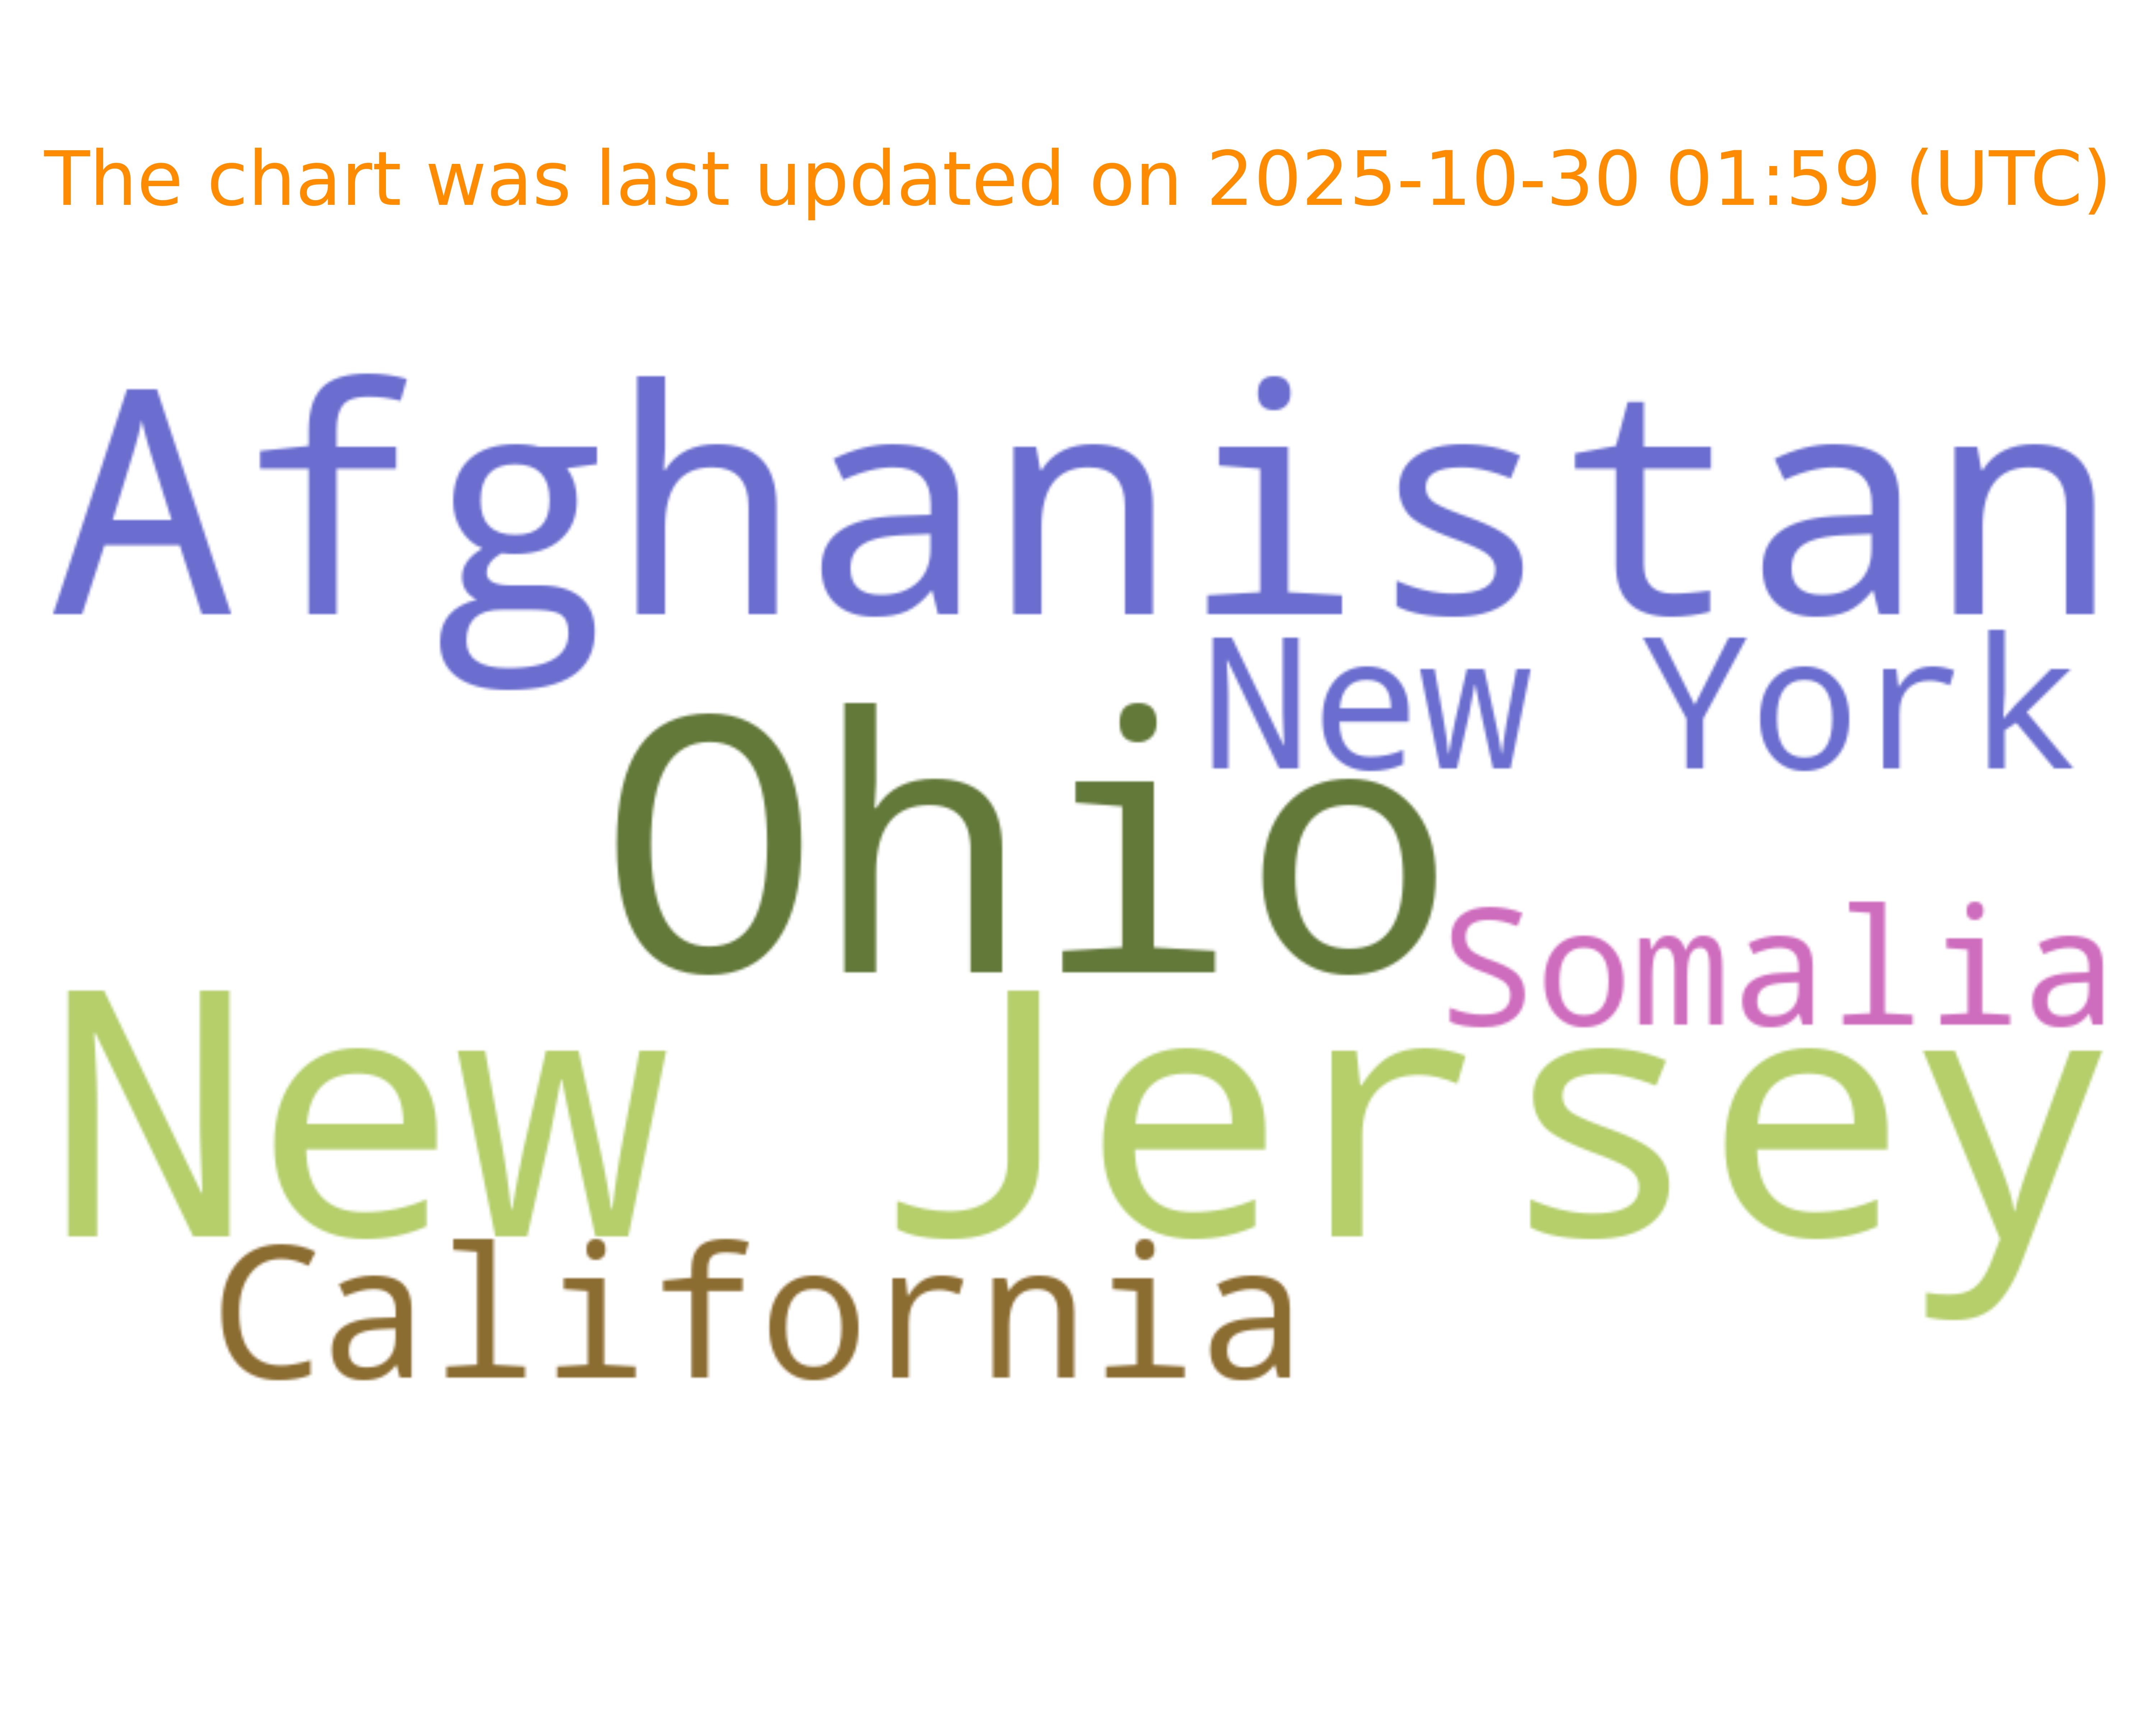 The chart was last updated on 2025-10-30 01:59 (UTC)
Afghanistan
New York
Ohio
Somalia
New Jersey
California